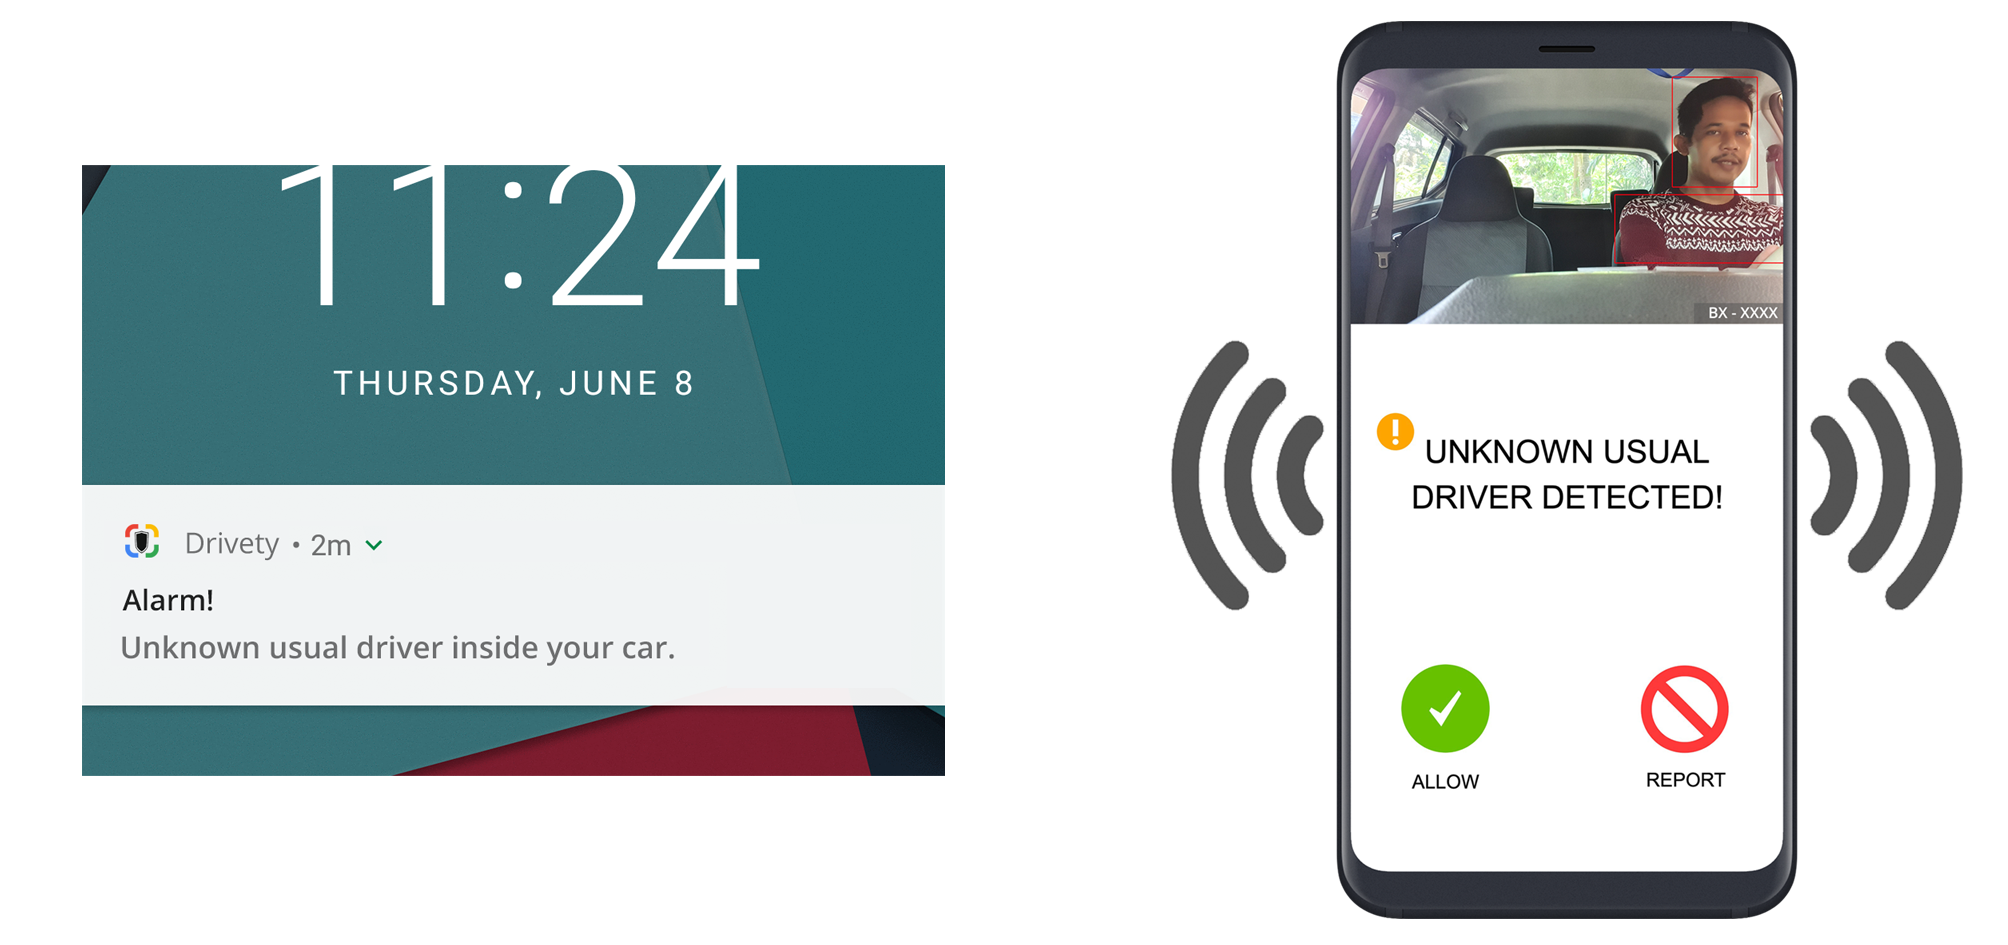 11:24
THURSDAY, JUNE 8
Drivety • 2m
Alarm!
Unknown usual driver inside your car.
BX - XXXX
UNKNOWN USUAL
DRIVER DETECTED!
ALLOW
REPORT